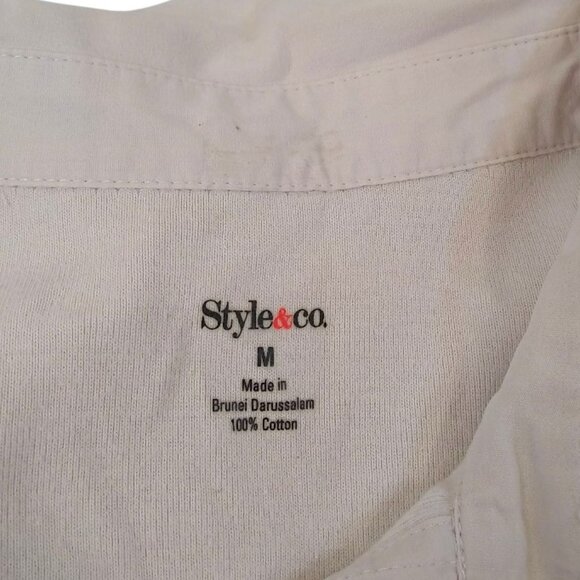 Style&co.
M
Made in
Brunei Darussalam
100% Cotton